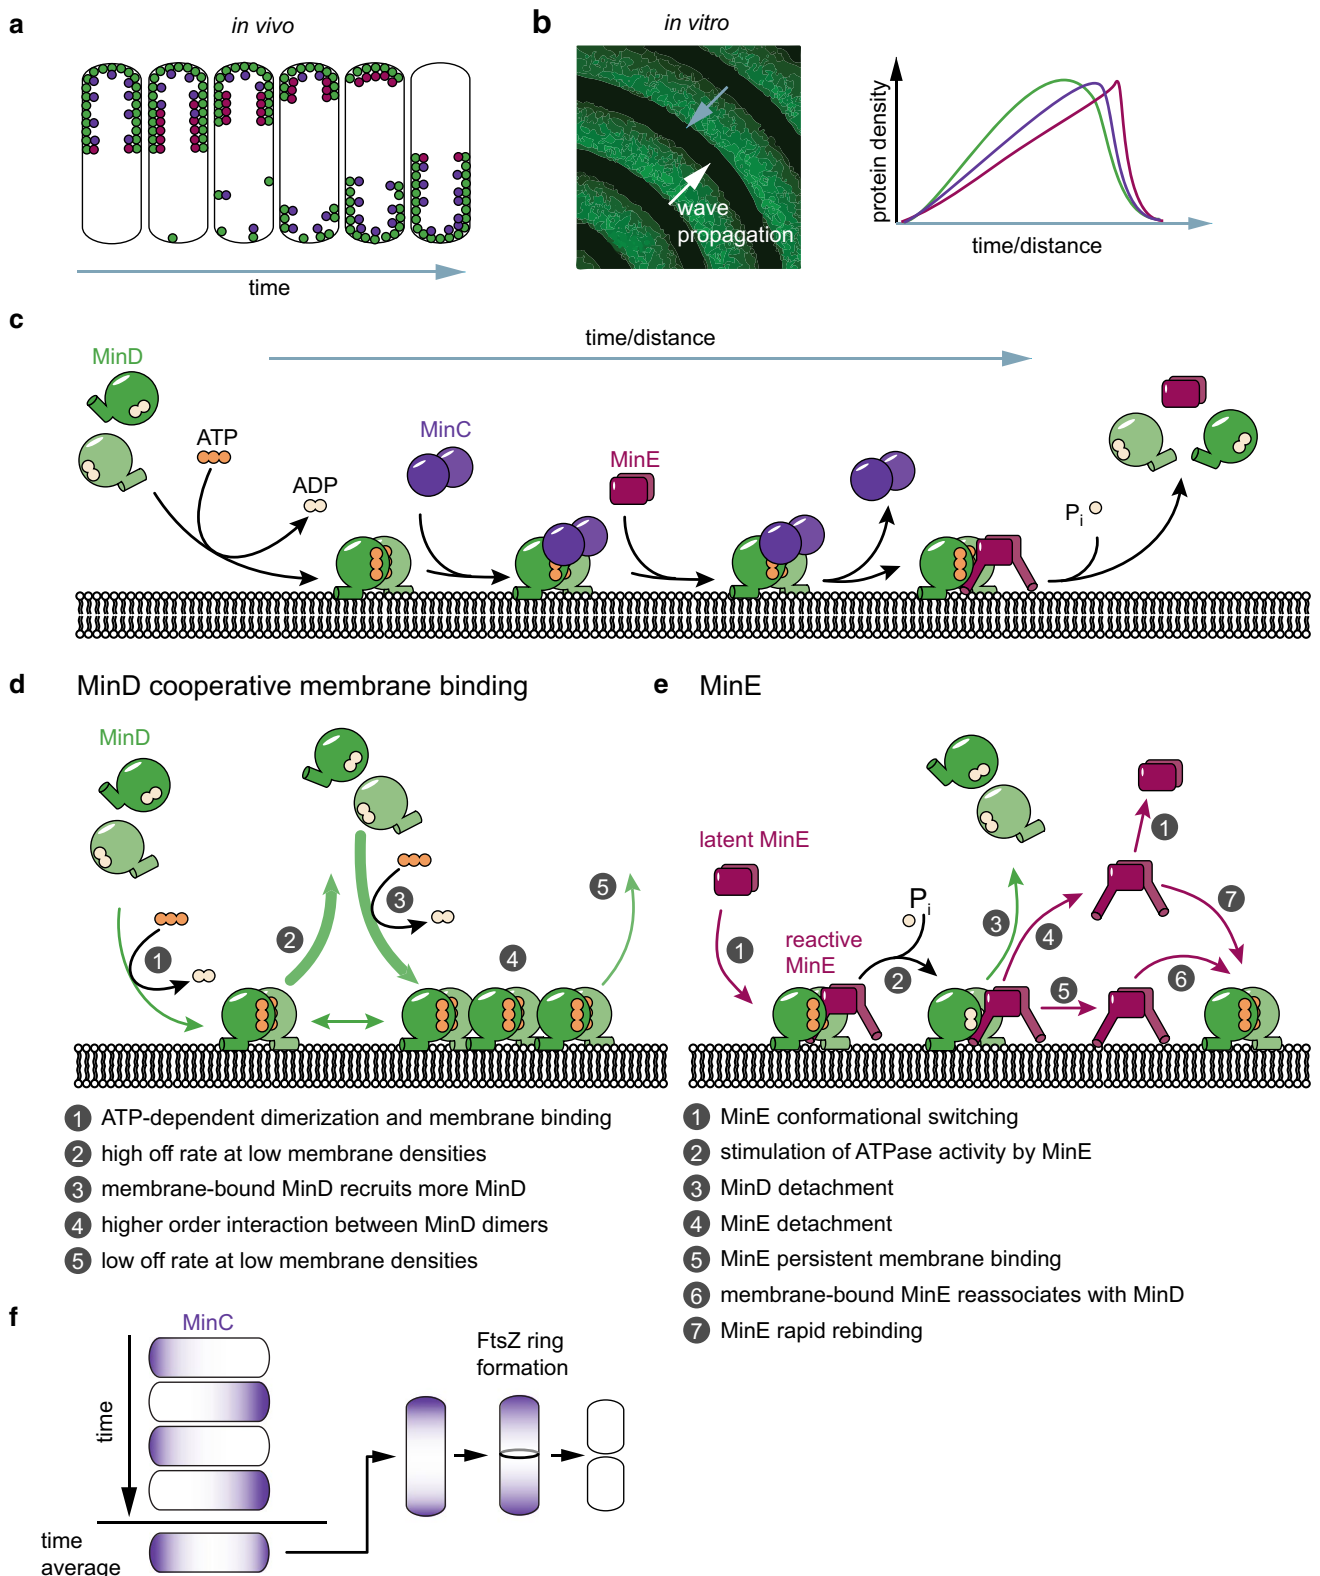 a
in vivo
time
b
in vitro
wave
propagation
protein density
time/distance
c
time/distance
MinD
ATP
ADP
MinC
MinE
Pi
d
MinD cooperative membrane binding
MinD
1
2
3
4
5
1 ATP-dependent dimerization and membrane binding
2 high off rate at low membrane densities
3 membrane-bound MinD recruits more MinD
4 higher order interaction between MinD dimers
5 low off rate at low membrane densities
e
MinE
latent MinE
1
reactive
MinE
Pi
2
3
4
5
1
7
6
1 MinE conformational switching
2 stimulation of ATPase activity by MinE
3 MinD detachment
4 MinE detachment
5 MinE persistent membrane binding
6 membrane-bound MinE reassociates with MinD
7 MinE rapid rebinding
f
MinC
time
time
average
FtsZ ring
formation